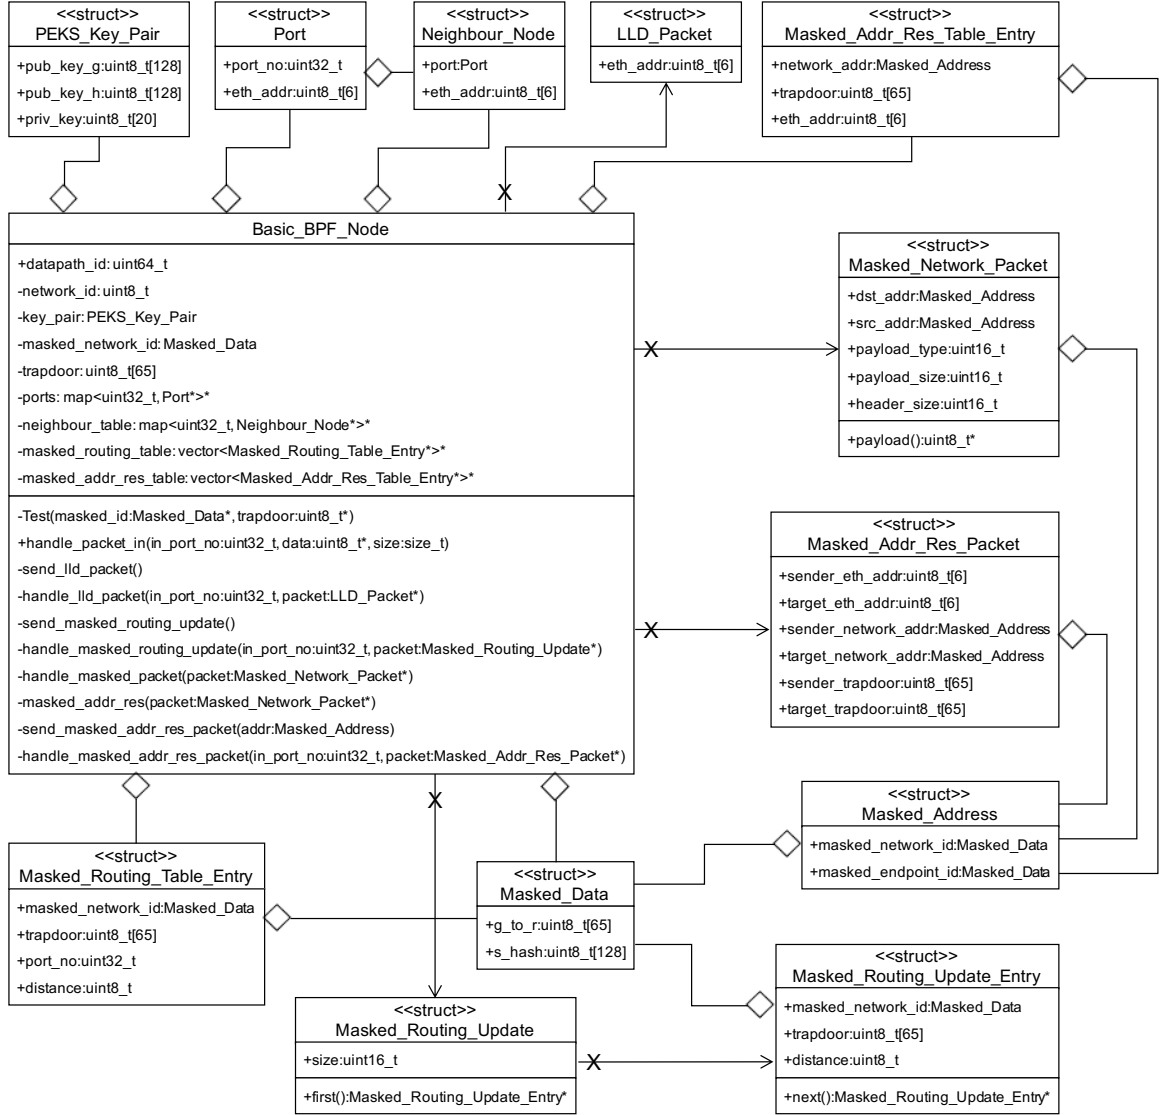 <<struct>>
PEKS_Key_Pair
+pub_key_g:uint8_t[128]
+pub_key_h:uint8_t[128]
+priv_key:uint8_t[20]
<<struct>>
Port
+port_no:uint32_t
+eth_addr:uint8_t[6]
<<struct>>
Neighbour_Node
+port:Port
+eth_addr:uint8_t[6]
<<struct>>
LLD_Packet
+eth_addr:uint8_t[6]
<<struct>>
Masked_Addr_Res_Table_Entry
+network_addr:Masked_Address
+trapdoor:uint8_t[65]
+eth_addr:uint8_t[6]
X
Basic_BPF_Node
+datapath_id:uint64_t
-network_id:uint8_t
-key_pair:PEKS_Key_Pair
-masked_network_id:Masked_Data
-trapdoor:uint8_t[65]
-ports: map<uint32_t,Port*>*
-neighbour_table: map<uint32_t,Neighbour_Node*>*
-masked_routing_table:vector<Masked_Routing_Table_Entry*>*
-masked_addr_res_table:vector<Masked_Addr_Res_Table_Entry*>*
-Test(masked_id:Masked_Data*,trapdoor:uint8_t*)
+handle_packet_in(in_port_no:uint32_t,data:uint8_t*,size:size_t)
-send_lld_packet()
-handle_lld_packet(in_port_no:uint32_t,packet:LLD_Packet*)
-send_masked_routing_update()
-handle_masked_routing_update(in_port_no:uint32_t,packet:Masked_Routing_Update*)
-handle_masked_packet(packet:Masked_Network_Packet*)
-masked_addr_res(packet:Masked_Network_Packet*)
-send_masked_addr_res_packet(addr:Masked_Address)
-handle_masked_addr_res_packet(in_port_no:uint32_t,packet:Masked_Addr_Res_Packet*)
X
<<struct>>
Masked_Network_Packet
+dst_addr:Masked_Address
+src_addr:Masked_Address
+payload_type:uint16_t
+payload_size:uint16_t
+header_size:uint16_t
+payload():uint8_t*
X
<<struct>>
Masked_Addr_Res_Packet
+sender_eth_addr:uint8_t[6]
+target_eth_addr:uint8_t[6]
+sender_network_addr:Masked_Address
+target_network_addr:Masked_Address
+sender_trapdoor:uint8_t[65]
+target_trapdoor:uint8_t[65]
X
<<struct>>
Masked_Address
+masked_network_id:Masked_Data
+masked_endpoint_id:Masked_Data
<<struct>>
Masked_Routing_Table_Entry
+masked_network_id:Masked_Data
+trapdoor:uint8_t[65]
+port_no:uint32_t
+distance:uint8_t
<<struct>>
Masked_Data
+g_to_r:uint8_t[65]
+s_hash:uint8_t[128]
<<struct>>
Masked_Routing_Update
+size:uint16_t
+first():Masked_Routing_Update_Entry*
X
<<struct>>
Masked_Routing_Update_Entry
+masked_network_id:Masked_Data
+trapdoor:uint8_t[65]
+distance:uint8_t
+next():Masked_Routing_Update_Entry*